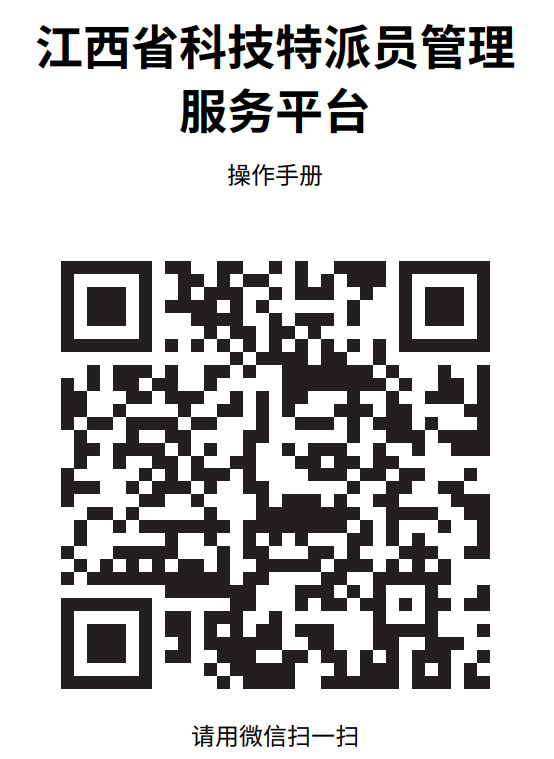 江西省科技特派员管理
服务平台
操作手册
请用微信扫一扫